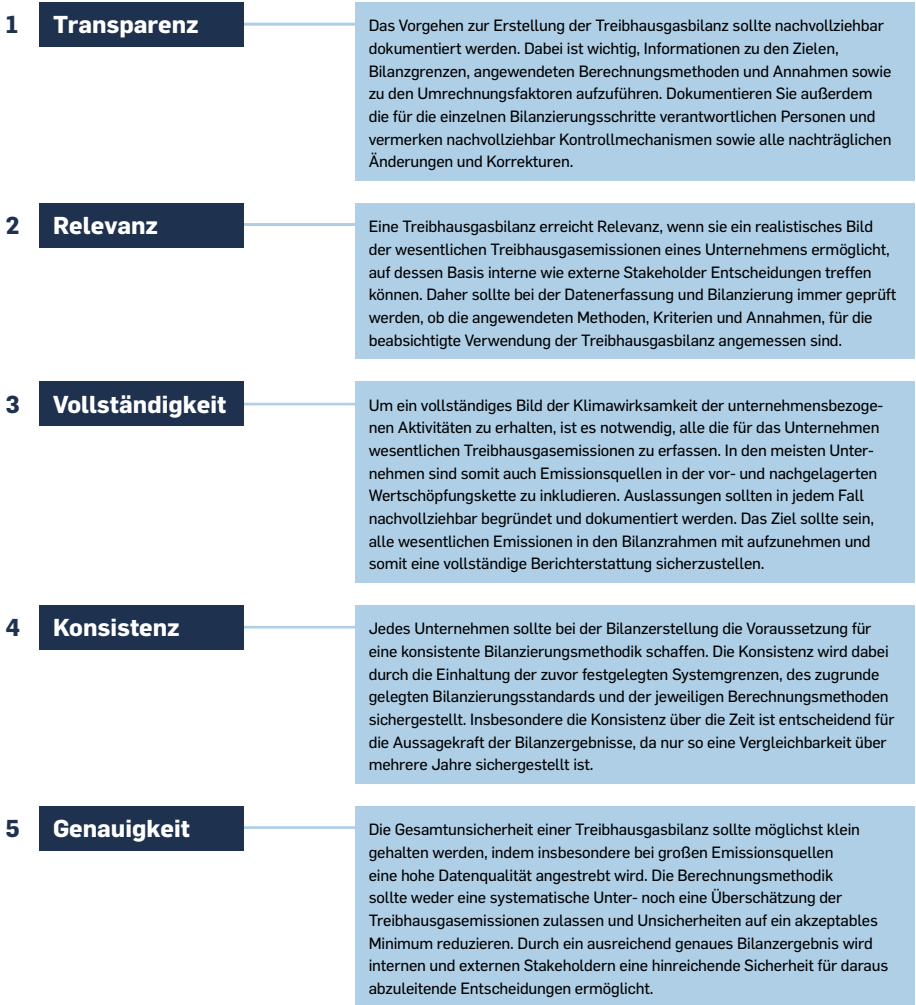 1 Transparenz
Das Vorgehen zur Erstellung der Treibhausgasbilanz sollte nachvollziehbar
dokumentiert werden. Dabei ist wichtig, Informationen zu den Zielen,
Bilanzgrenzen, angewendeten Berechnungsmethoden und Annahmen sowie
zu den Umrechnungsfaktoren aufzuführen. Dokumentieren Sie außerdem
die für die einzelnen Bilanzierungsschritte verantwortlichen Personen und
vermerken nachvollziehbar Kontrollmechanismen sowie alle nachträglichen
Änderungen und Korrekturen.
2 Relevanz
Eine Treibhausgasbilanz erreicht Relevanz, wenn sie ein realistisches Bild
der wesentlichen Treibhausgasemissionen eines Unternehmens ermöglicht,
auf dessen Basis interne wie externe Stakeholder Entscheidungen treffen
können. Daher sollte bei der Datenerfassung und Bilanzierung immer geprüft
werden, ob die angewendeten Methoden, Kriterien und Annahmen, für die
beabsichtigte Verwendung der Treibhausgasbilanz angemessen sind.
3 Vollständigkeit
Um ein vollständiges Bild der Klimawirksamkeit der unternehmensbezoge-
nen Aktivitäten zu erhalten, ist es notwendig, alle die für das Unternehmen
wesentlichen Treibhausgasemissionen zu erfassen. In den meisten Unter-
nehmen sind somit auch Emissionsquellen in der vor- und nachgelagerten
Wertschöpfungskette zu inkludieren. Auslassungen sollten in jedem Fall
nachvollziehbar begründet und dokumentiert werden. Das Ziel sollte sein,
alle wesentlichen Emissionen in den Bilanzrahmen mit aufzunehmen und
somit eine vollständige Berichterstattung sicherzustellen.
4 Konsistenz
Jedes Unternehmen sollte bei der Bilanzerstellung die Voraussetzung für
eine konsistente Bilanzierungsmethodik schaffen. Die Konsistenz wird dabei
durch die Einhaltung der zuvor festgelegten Systemgrenzen, des zugrunde
gelegten Bilanzierungsstandards und der jeweiligen Berechnungsmethoden
sichergestellt. Insbesondere die Konsistenz über die Zeit ist entscheidend für
die Aussagekraft der Bilanzergebnisse, da nur so eine Vergleichbarkeit über
mehrere Jahre sichergestellt ist.
5 Genauigkeit
Die Gesamtunsicherheit einer Treibhausgasbilanz sollte möglichst klein
gehalten werden, indem insbesondere bei großen Emissionsquellen
eine hohe Datenqualität angestrebt wird. Die Berechnungsmethodik
sollte weder eine systematische Unter- noch eine Überschätzung der
Treibhausgasemissionen zulassen und Unsicherheiten auf ein akzeptables
Minimum reduzieren. Durch ein ausreichend genaues Bilanzergebnis wird
internen und externen Stakeholdern eine hinreichende Sicherheit für daraus
abzuleitende Entscheidungen ermöglicht.